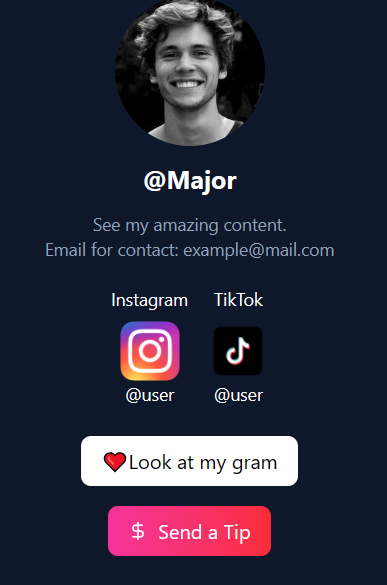 @Major
See my amazing content.
Email for contact: example@mail.com
Instagram TikTok
@user @user
Look at my gram
$ Send a Tip